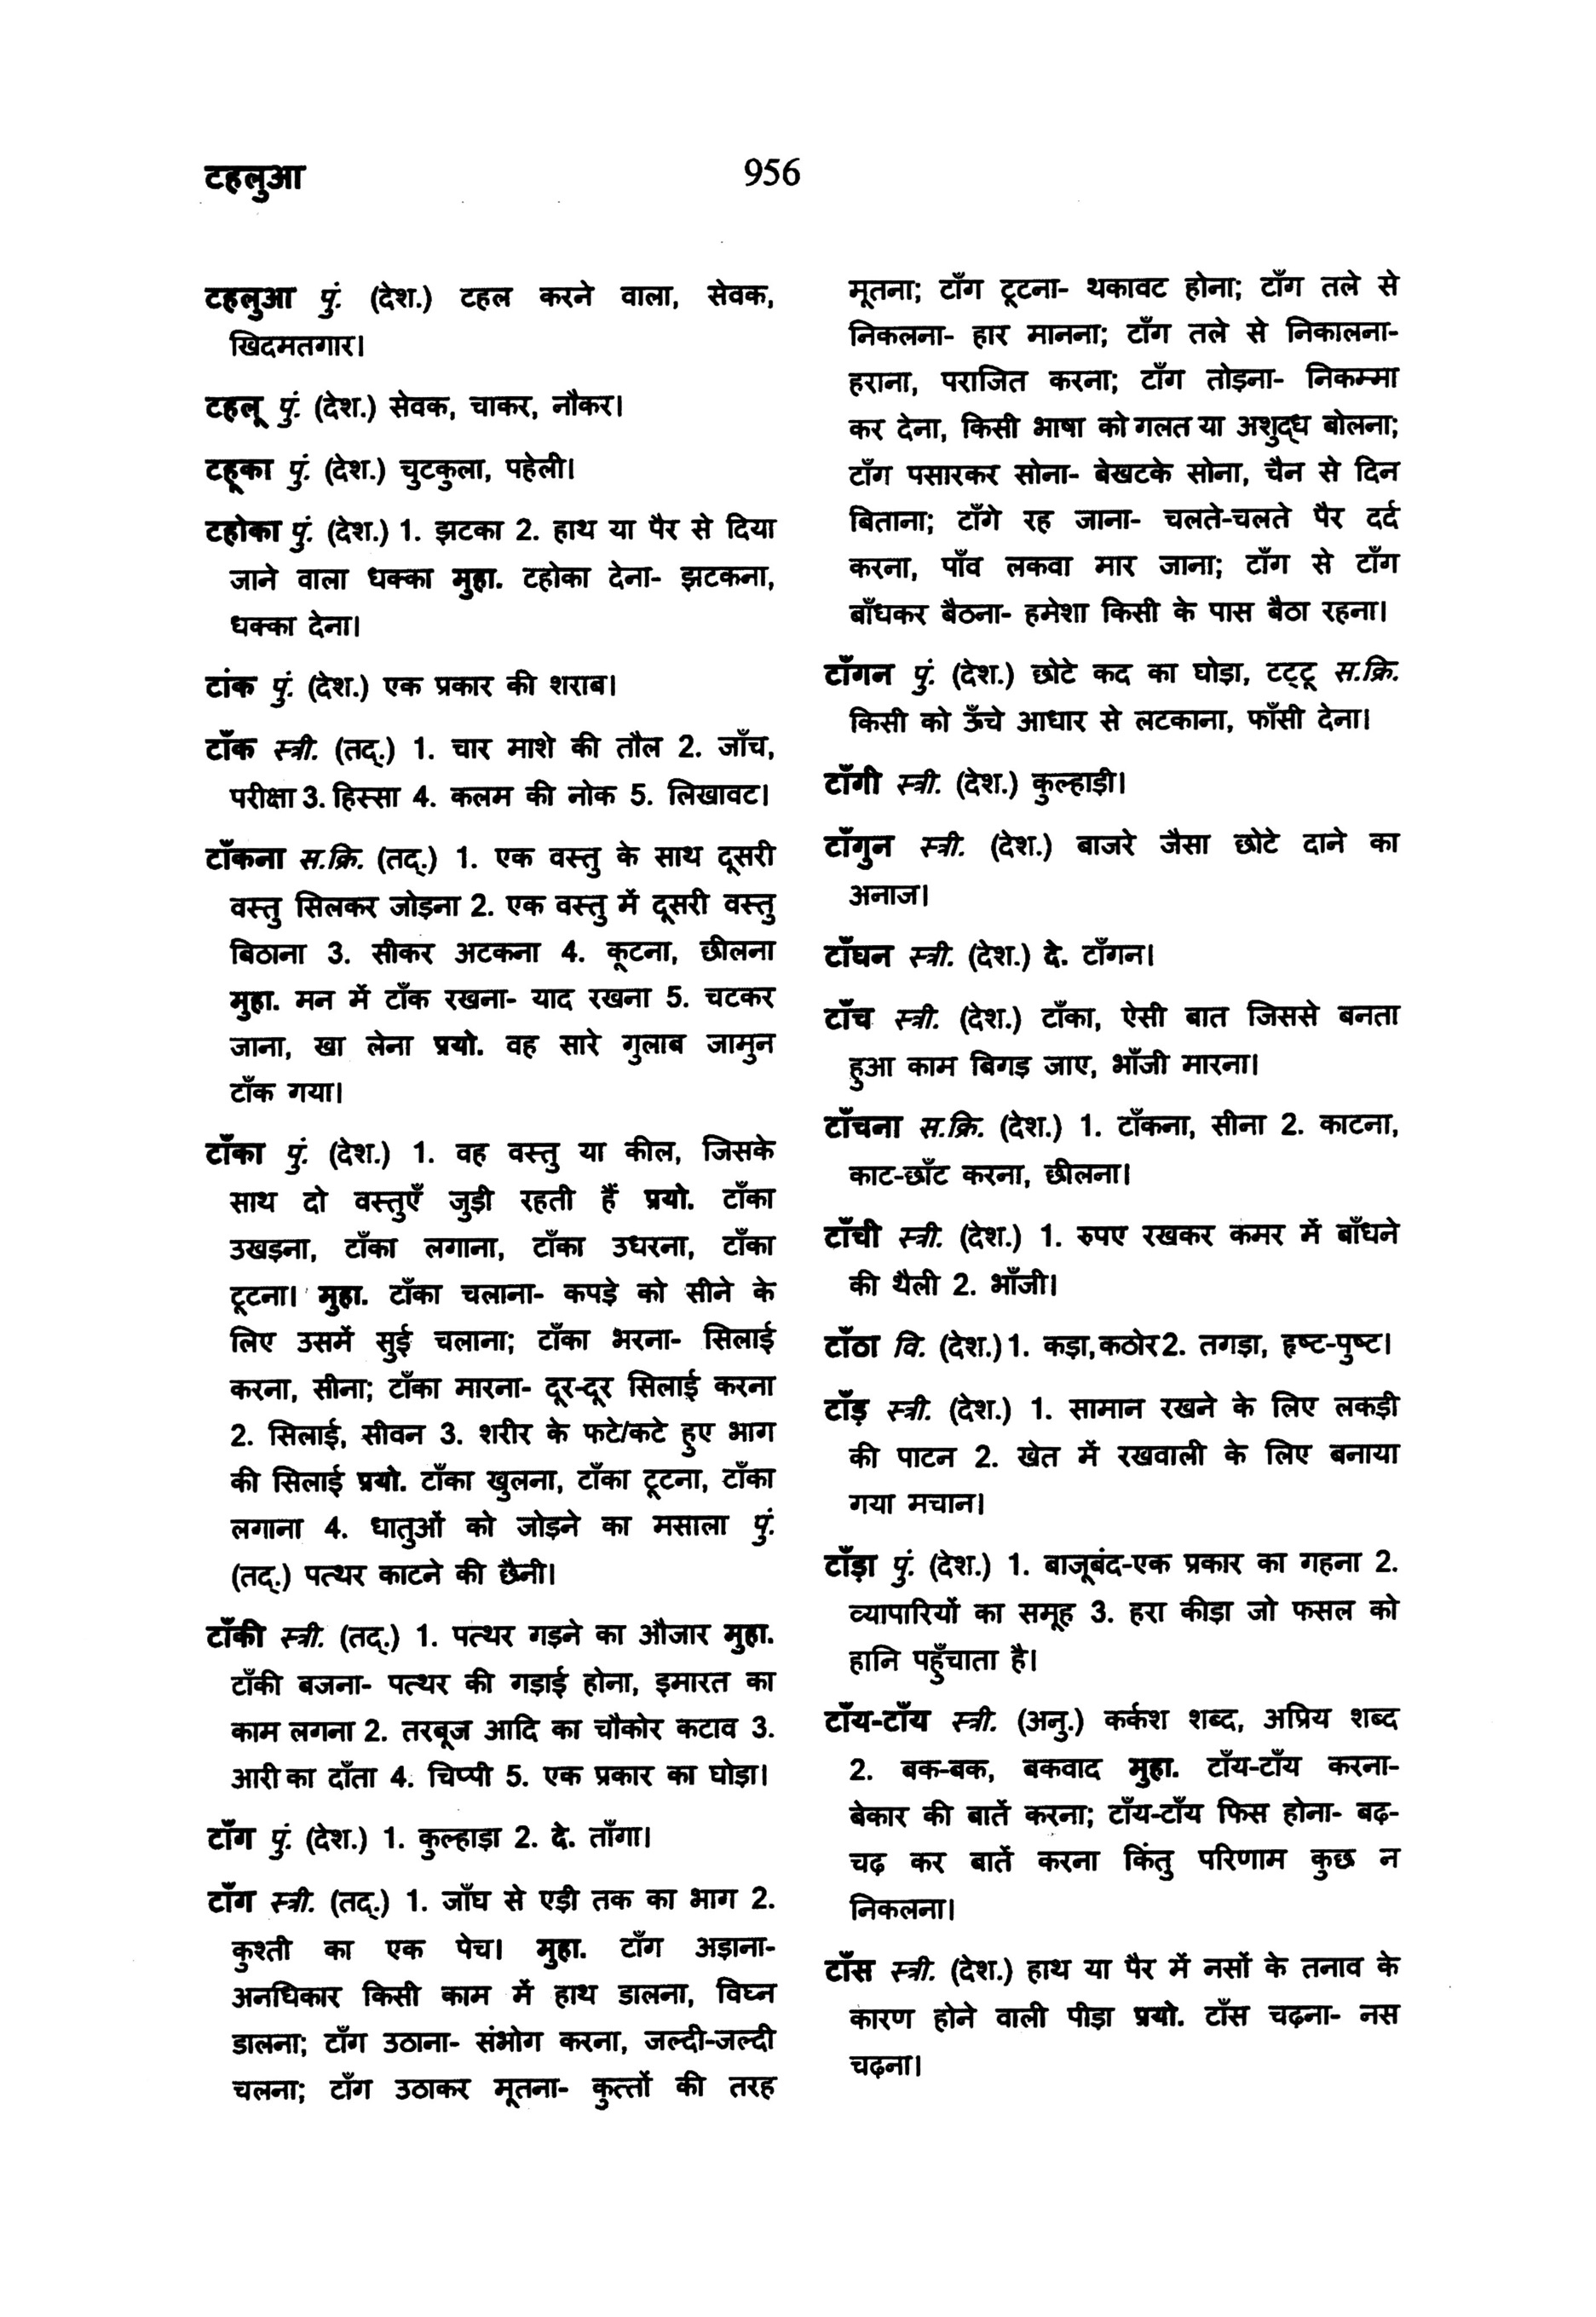 टहलुआ
956
टहलुआ पुं. (देश.) टहल करने वाला, सेवक,
खिदमतगार।
टहलू पुं. (देश.) सेवक, चाकर, नौकर।
टहूका पुं. (देश.) चुटकुला, पहेली।
टहोका पुं. (देश.) 1. झटका 2. हाथ या पैर से दिया
जाने वाला धक्का मुहा. टहोका देना- झटकना,
धक्का देना।
टांक पुं. (देश.) एक प्रकार की शराब।
टाँक स्त्री. (तद्.) 1. चार माशे की तौल 2. जाँच,
परीक्षा 3. हिस्सा 4. कलम की नोक 5. लिखावट।
टाँकना स.क्रि. (तद्.) 1. एक वस्तु के साथ दूसरी
वस्तु सिलकर जोड़ना 2. एक वस्तु में दूसरी वस्तु
बिठाना 3. सीकर अटकना 4. कूटना, छीलना
मुहा. मन में टाँक रखना- याद रखना 5. चटकर
जाना, खा लेना प्रयो. वह सारे गुलाब जामुन
टाँक गया।
टाँका पुं. (देश.) 1. वह वस्तु या कील, जिसके
साथ दो वस्तुएँ जुड़ी रहती हैं प्रयो. टाँका
उखड़ना, टाँका लगाना, टाँका उधरना, टाँका
टूटना। मुहा. टाँका चलाना- कपड़े को सीने के
लिए उसमें सुई चलाना; टाँका भरना- सिलाई
करना, सीना; टाँका मारना- दूर-दूर सिलाई करना
2. सिलाई, सीवन 3. शरीर के फटे/कटे हुए भाग
की सिलाई प्रयो. टाँका खुलना, टाँका टूटना, टाँका
लगाना 4. धातुओं को जोड़ने का मसाला पुं.
(तद्.) पत्थर काटने की छैनी।
टाँकी स्त्री. (तद्.) 1. पत्थर गड़ने का औजार मुहा.
टाँकी बजना- पत्थर की गड़ाई होना, इमारत का
काम लगना 2. तरबूज आदि का चौकोर कटाव 3.
आरी का दाँता 4. चिप्पी 5. एक प्रकार का घोड़ा।
टाँग पुं. (देश.) 1. कुल्हाड़ा 2. दे. ताँगा।
टाँग स्त्री. (तद्.) 1. जाँघ से एड़ी तक का भाग 2.
कुश्ती का एक पेच। मुहा. टाँग अड़ाना-
अनधिकार किसी काम में हाथ डालना, विघ्न
डालना; टाँग उठाना- संभोग करना, जल्दी-जल्दी
चलना; टाँग उठाकर मूतना- कुत्तों की तरह
मूतना; टाँग टूटना- थकावट होना; टाँग तले से
निकलना- हार मानना; टाँग तले से निकालना-
हराना, पराजित करना; टाँग तोड़ना- निकम्मा
कर देना, किसी भाषा को गलत या अशुद्ध बोलना;
टाँग पसारकर सोना- बेखटके सोना, चैन से दिन
बिताना; टाँगे रह जाना- चलते-चलते पैर दर्द
करना, पाँव लकवा मार जाना; टाँग से टाँग
बाँधकर बैठना- हमेशा किसी के पास बैठा रहना।
टाँगन पुं. (देश.) छोटे कद का घोड़ा, टट्टू स.क्रि.
किसी को ऊँचे आधार से लटकाना, फाँसी देना।
टाँगी स्त्री. (देश.) कुल्हाड़ी।
टाँगुन स्त्री. (देश.) बाजरे जैसा छोटे दाने का
अनाज।
टाँघन स्त्री. (देश.) दे. टाँगन।
टाँच स्त्री. (देश.) टाँका, ऐसी बात जिससे बनता
हुआ काम बिगड़ जाए, भाँजी मारना।
टाँचना स.क्रि. (देश.) 1. टाँकना, सीना 2. काटना,
काट-छाँट करना, छीलना।
टाँची स्त्री. (देश.) 1. रुपए रखकर कमर में बाँधने
की थैली 2. भाँजी।
टाँठा वि. (देश.) 1. कड़ा, कठोर 2. तगड़ा, हृष्ट-पुष्ट।
टाँड़ स्त्री. (देश.) 1. सामान रखने के लिए लकड़ी
की पाटन 2. खेत में रखवाली के लिए बनाया
गया मचान।
टाँड़ा पुं. (देश.) 1. बाजूबंद-एक प्रकार का गहना 2.
व्यापारियों का समूह 3. हरा कीड़ा जो फसल को
हानि पहुँचाता है।
टाँय-टाँय स्त्री. (अनु.) कर्कश शब्द, अप्रिय शब्द
2. बक-बक, बकवाद मुहा. टाँय-टाँय करना-
बेकार की बातें करना; टाँय-टाँय फिस होना- बढ़-
चढ़ कर बातें करना किंतु परिणाम कुछ न
निकलना।
टाँस स्त्री. (देश.) हाथ या पैर में नसों के तनाव के
कारण होने वाली पीड़ा प्रयो. टाँस चढ़ना- नस
चढ़ना।